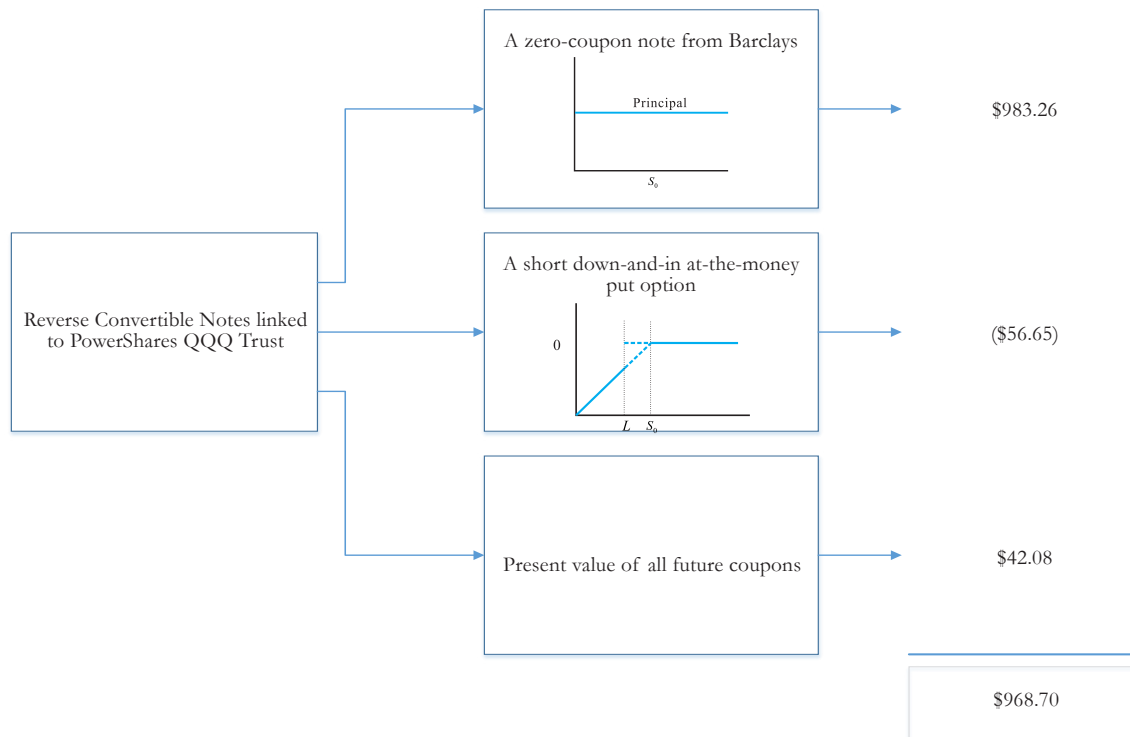 Reverse Convertible Notes linked
to PowerShares QQQ Trust
A zero-coupon note from Barclays
Principal
S₀
$983.26
A short down-and-in at-the-money
put option
0
L S₀
($56.65)
Present value of all future coupons
$42.08
$968.70